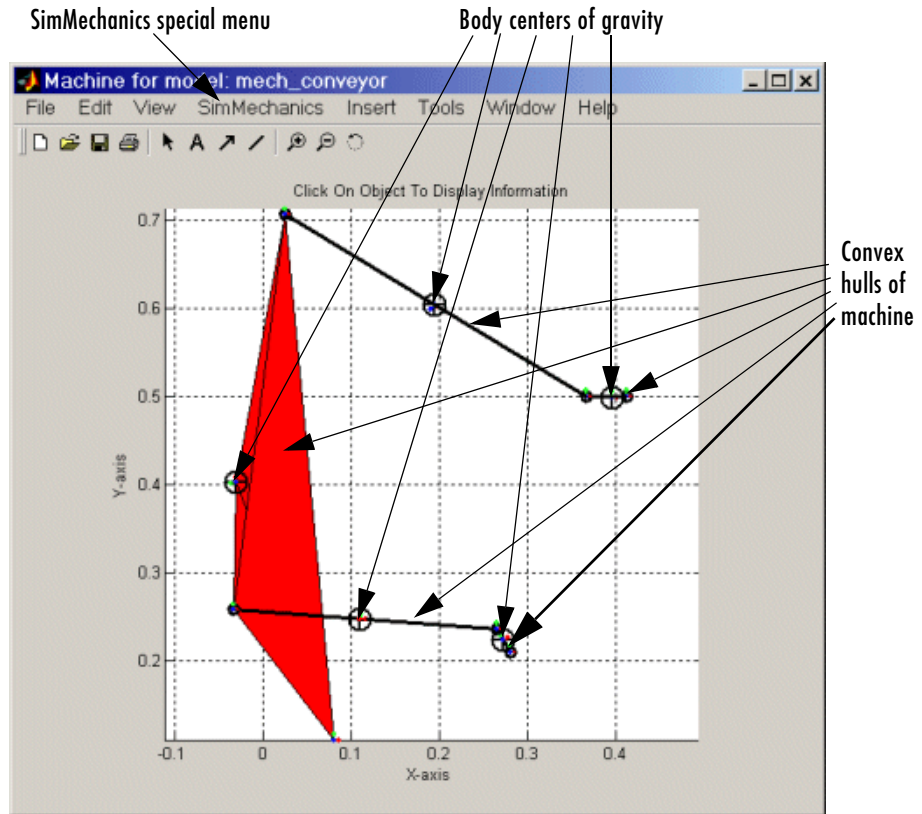 SimMechanics special menu
Body centers of gravity
Machine for model: mech_conveyor
File Edit View SimMechanics Insert Tools Window Help
A
Click On Object To Display Information
0.7
0.6
0.5
0.4
0.3
0.2
Y-axis
-0.1 0 0.1 0.2 0.3 0.4
X-axis
Convex
hulls of
machine